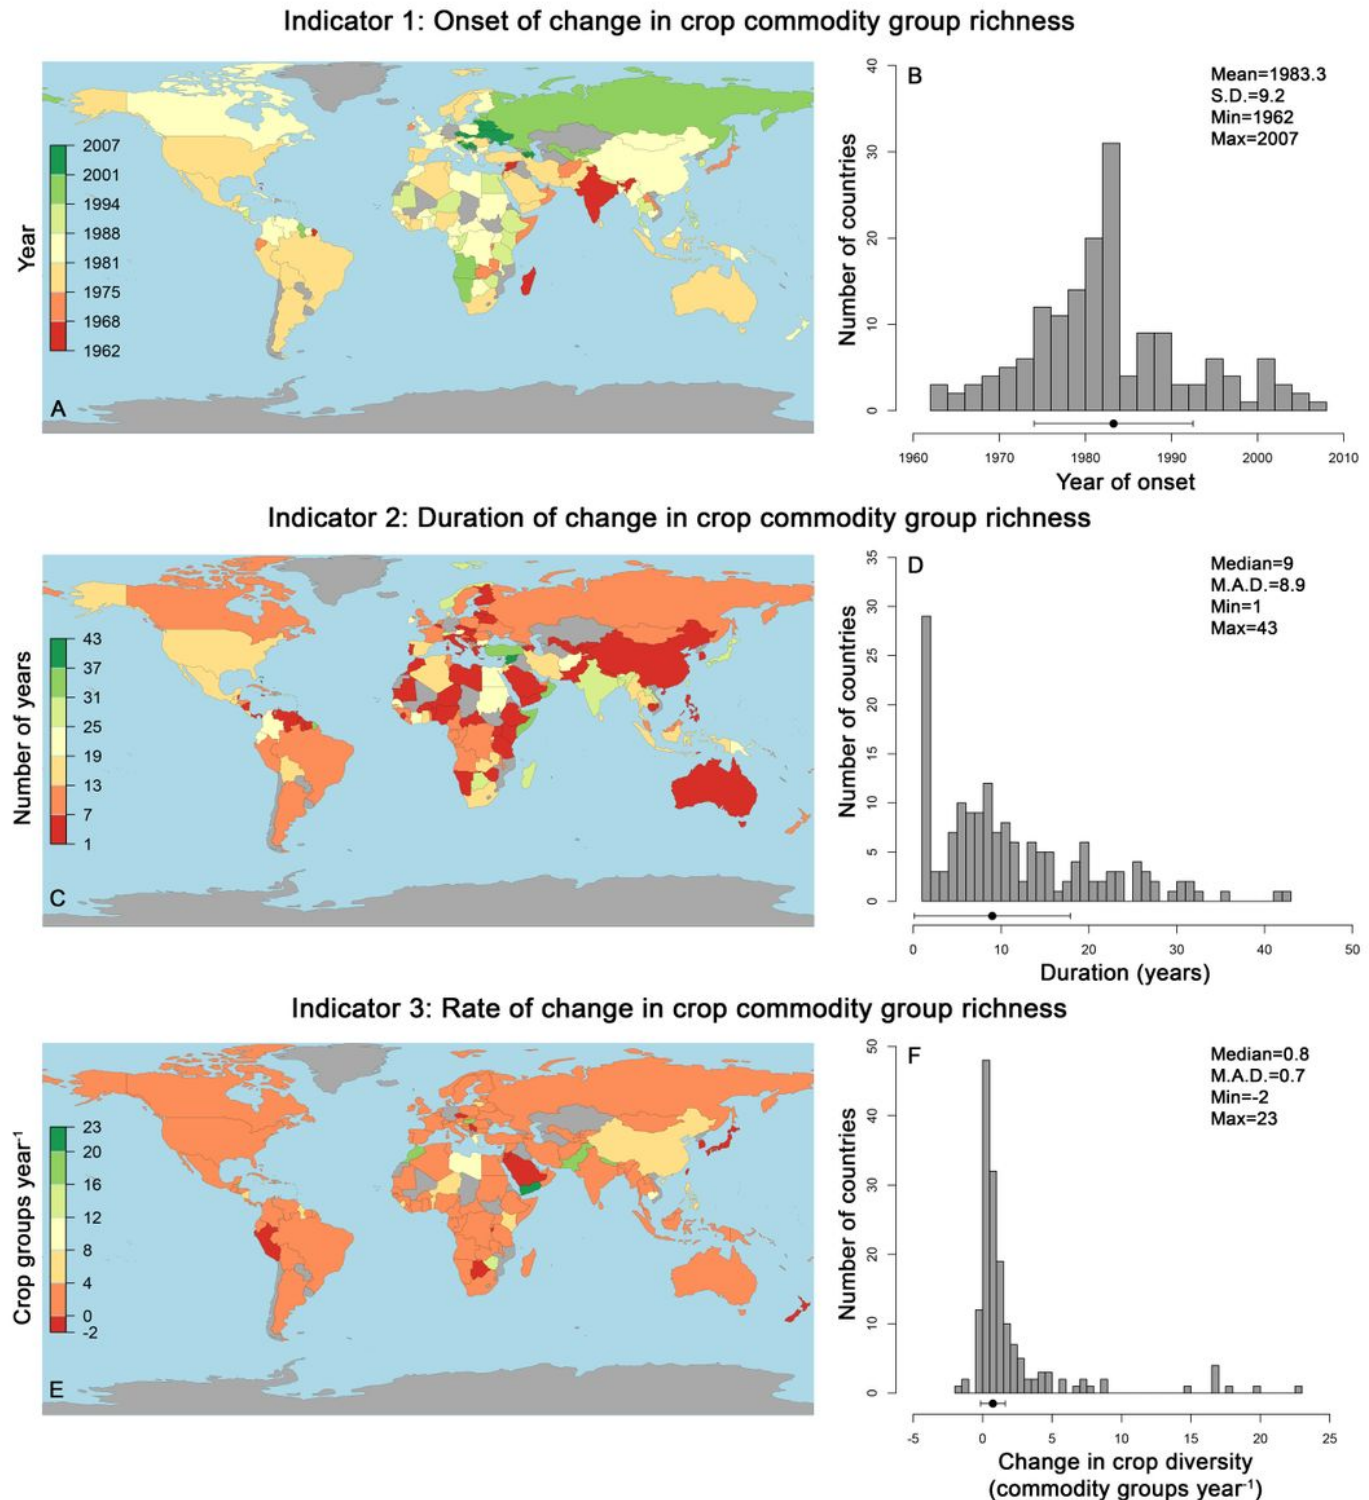 Indicator 1: Onset of change in crop commodity group richness
Year
2007
2001
1994
1988
1981
1975
1968
1962
A
B
Mean=1983.3
S.D.=9.2
Min=1962
Max=2007
Number of countries
40
30
20
10
0
1960 1970 1980 1990 2000 2010
Year of onset
Indicator 2: Duration of change in crop commodity group richness
Number of years
43
37
31
25
19
13
7
1
C
D
Median=9
M.A.D.=8.9
Min=1
Max=43
Number of countries
35
30
25
20
15
10
5
0
0 10 20 30 40 50
Duration (years)
Indicator 3: Rate of change in crop commodity group richness
Crop groups year⁻¹
23
20
16
12
8
4
0
-2
E
F
Median=0.8
M.A.D.=0.7
Min=-2
Max=23
Number of countries
50
40
30
20
10
0
-5 0 5 10 15 20 25
Change in crop diversity
(commodity groups year⁻¹)